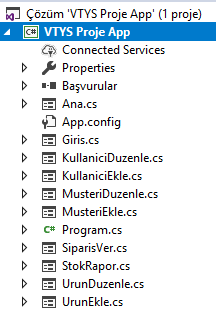 Çözüm 'VTYS Proje App' (1 proje)
C# VTYS Proje App
Connected Services
Properties
Başvurular
Ana.cs
App.config
Giris.cs
KullaniciDuzenle.cs
KullaniciEkle.cs
MusteriDuzenle.cs
MusteriEkle.cs
C# Program.cs
SiparisVer.cs
StokRapor.cs
UrunDuzenle.cs
UrunEkle.cs